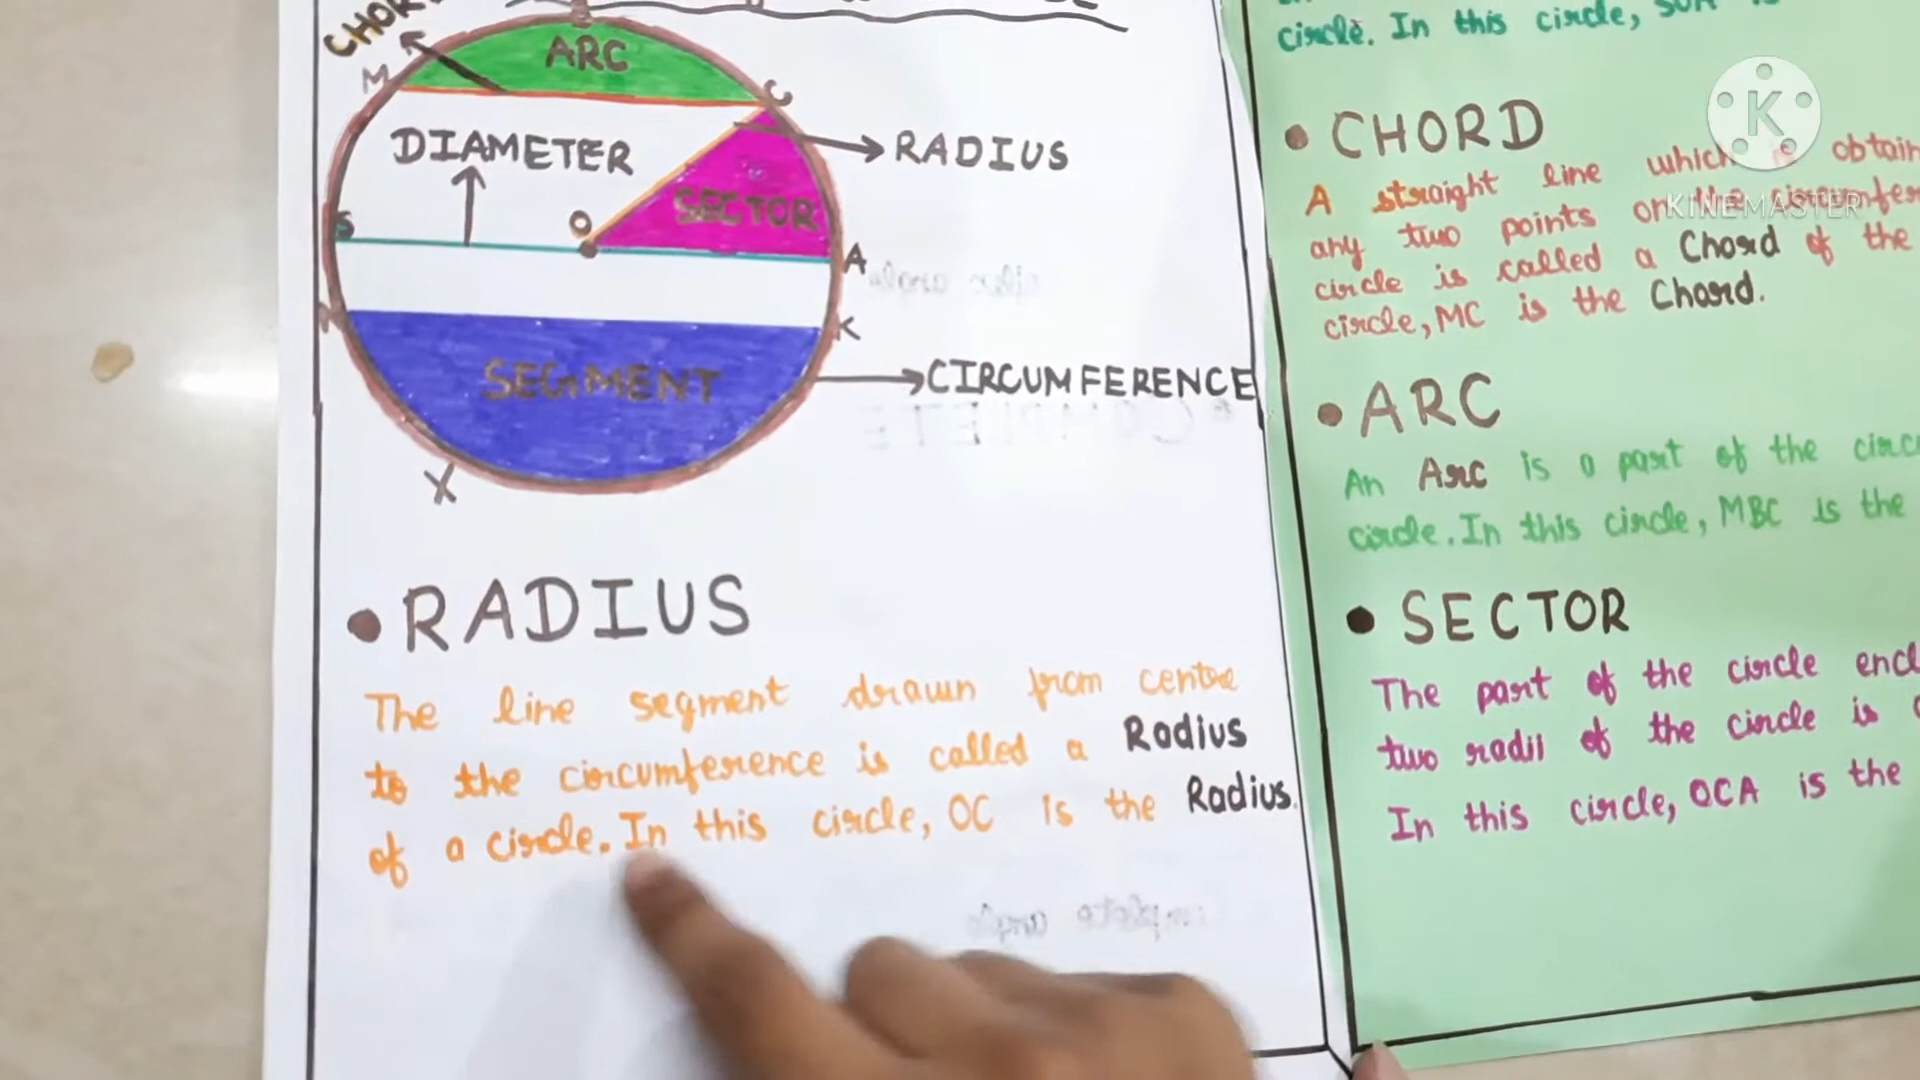 ARC
M
C
DIAMETER
RADIUS
SECTOR
S
O
A
K
SEGMENT
CIRCUMFERENCE
X
• RADIUS
The line segment drawn from centre
to the circumference is called a Radius
of a circle. In this circle, OC is the Radius.
circle. In this circle,
• CHORD
A straight line which is
any two points on the
circle is called a Chord of the
circle, MC is the Chord.
• ARC
An Arc is a part of the
circle. In this circle, MBC is the
• SECTOR
The part of the circle
two radii of the circle is
In this circle, OCA is the
K
KINEMASTER